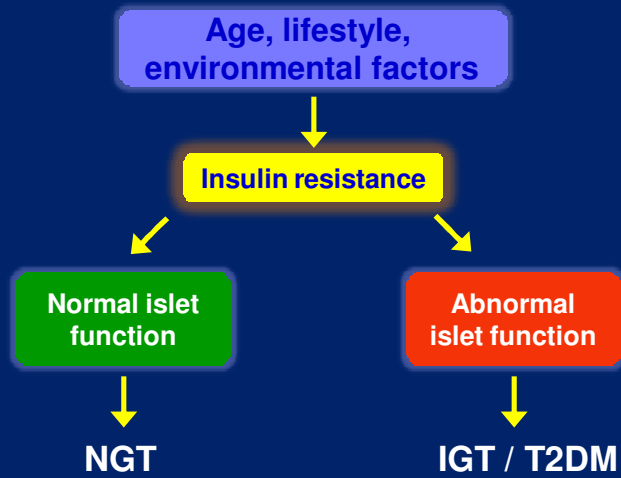 Age, lifestyle,
environmental factors
Insulin resistance
Normal islet
function
Abnormal
islet function
NGT
IGT / T2DM